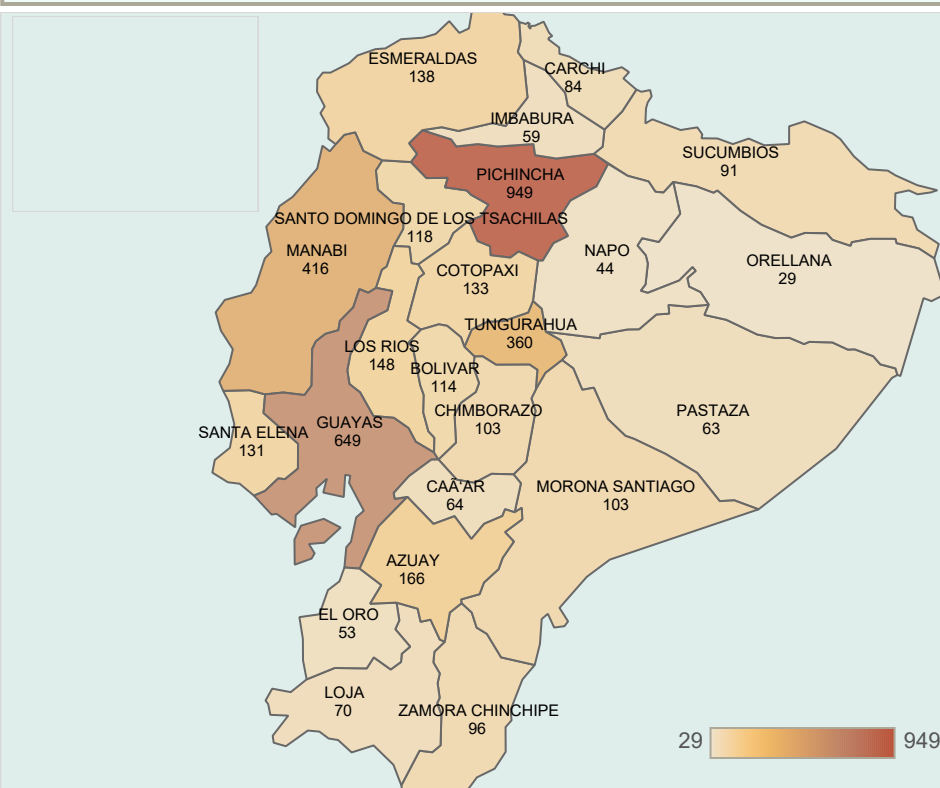 ESMERALDAS
138
CARCHI
84
IMBABURA
59
SUCUMBIOS
91
PICHINCHA
949
SANTO DOMINGO DE LOS TSACHILAS
118
MANABI
416
NAPO
44
ORELLANA
29
COTOPAXI
133
TUNGURAHUA
360
LOS RIOS
148
BOLIVAR
114
CHIMBORAZO
103
PASTAZA
63
SANTA ELENA
131
GUAYAS
649
CAÃ'AR
64
MORONA SANTIAGO
103
AZUAY
166
EL ORO
53
LOJA
70
ZAMORA CHINCHIPE
96
29 949